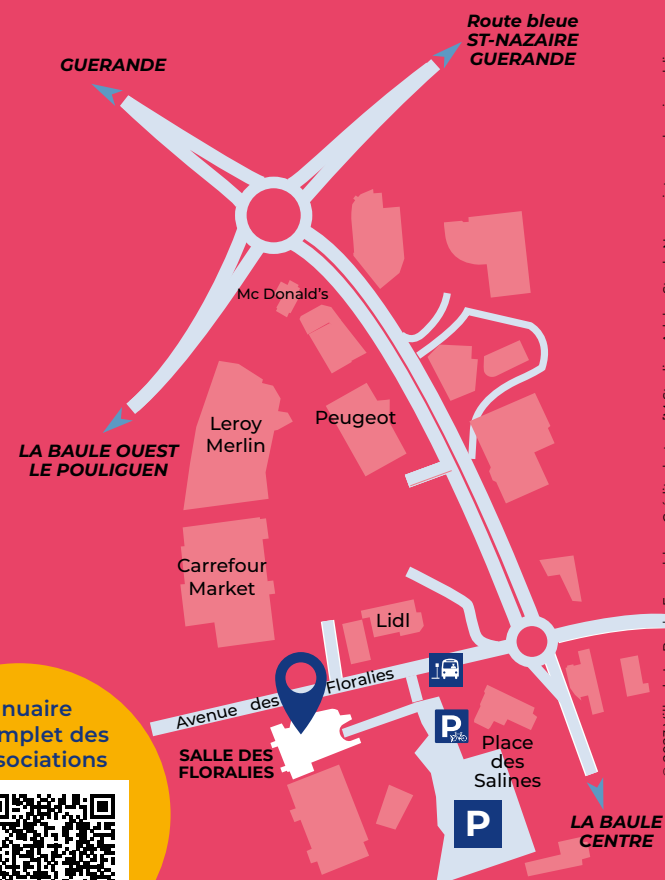 Route bleue
ST-NAZAIRE
GUERANDE
GUERANDE
Mc Donald's
Leroy
Merlin
Peugeot
LA BAULE OUEST
LE POULIGUEN
Carrefour
Market
Lidl
Avenue des Floralies
P
SALLE DES
FLORALIES
Place
des
Salines
P
LA BAULE
CENTRE
nuaire
mplet des
sociations